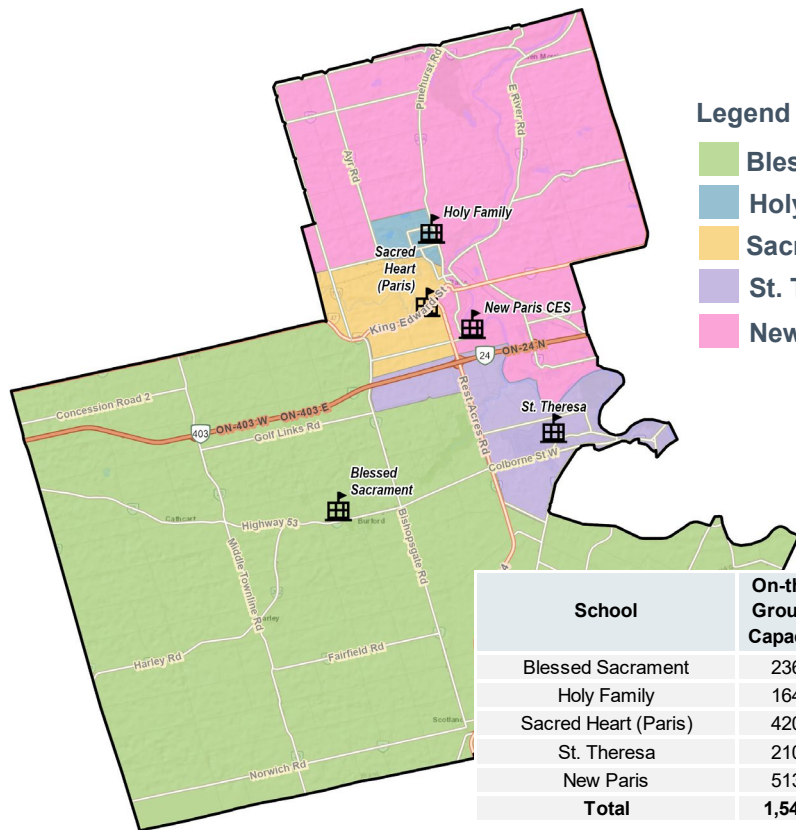 Pinehurst Rd
E River Rd
Ayr Rd
Holy Family
Sacred
Heart
(Paris)
King Edward St
New Paris CES
24
ON-24 N
Rest Acres Rd
St. Theresa
Colborne St W
Concession Road 2
403
ON-403 W
ON-403 E
Golf Links Rd
Blessed
Sacrament
Cathcart
Highway 53
Burford
Bishopsgate Rd
Middle Townline Rd
Harley Rd
Fairfield Rd
Scotland
Norwich Rd
Legend
Bles
Holy
Sacr
St. T
New
School
On-th
Grou
Capac
Blessed Sacrament 236
Holy Family 164
Sacred Heart (Paris) 420
St. Theresa 210
New Paris 513
Total 1,54